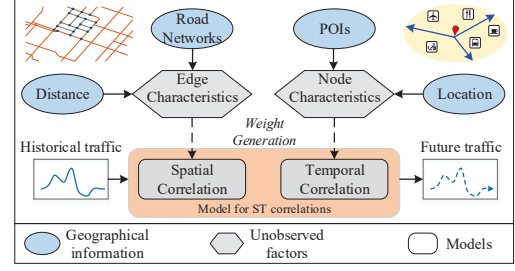 Road
Networks
POIs
Distance
Edge
Characteristics
Node
Characteristics
Location
Weight
Generation
Historical traffic
Future traffic
Spatial
Correlation
Temporal
Correlation
Model for ST correlations
Geographical
information
Unobserved
factors
Models